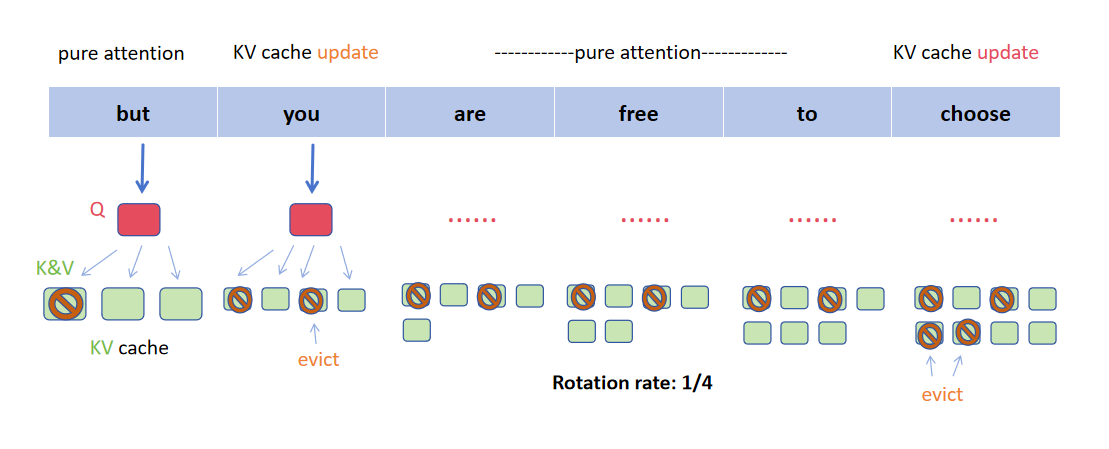 pure attention
KV cache update
------------pure attention-------------
KV cache update
but
you
are
free
to
choose
Q
......
......
......
......
K&V
KV cache
evict
Rotation rate: 1/4
evict